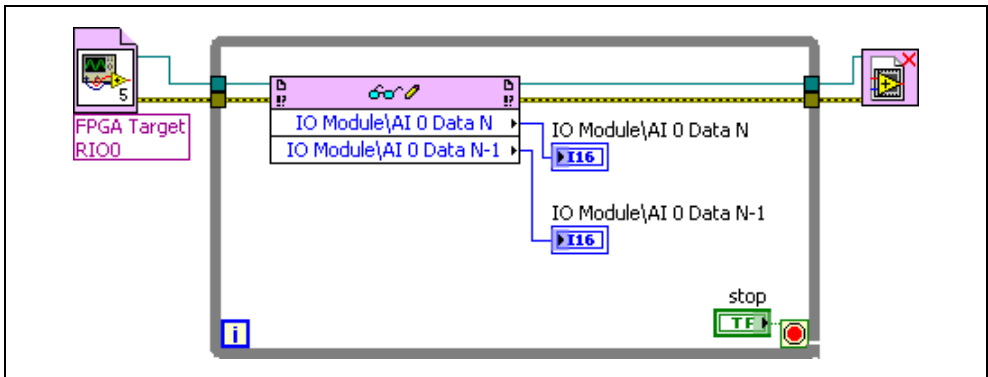 5
FPGA Target
RIO0
IO Module\AI 0 Data N
IO Module\AI 0 Data N-1
IO Module\AI 0 Data N
I16
IO Module\AI 0 Data N-1
I16
stop
TF
i